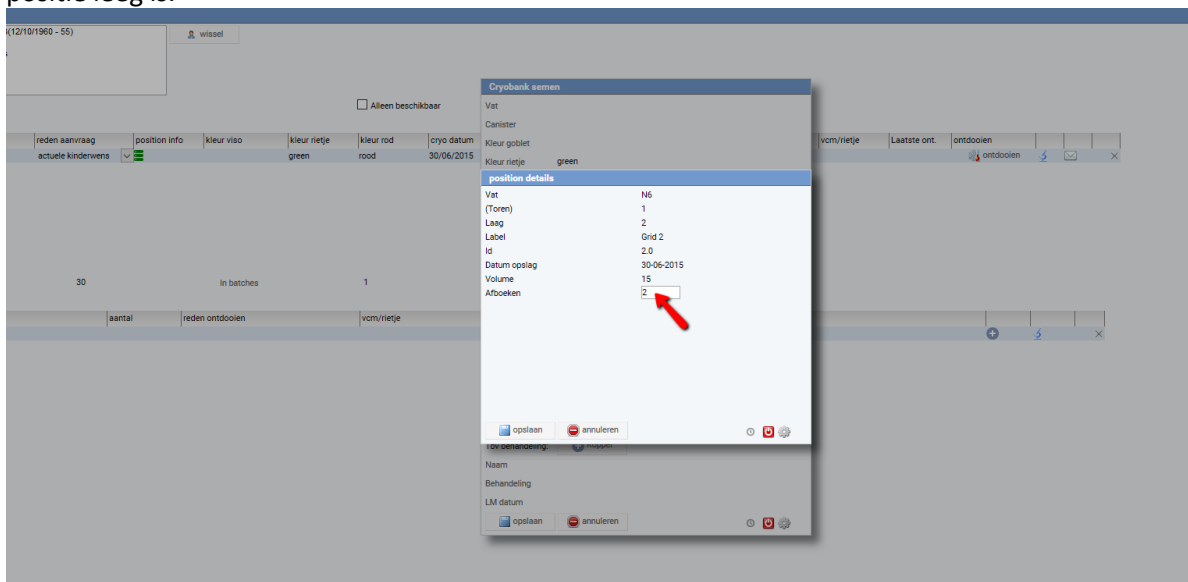 (12/10/1960 - 55)
wissel
Alleen beschikbaar
reden aanvraag position info kleur viso kleur rietje kleur rod cryo datum
actuele kinderwens green rood 30/06/2015
vcm/rietje Laatste ont. ontdooien
ontdooien
30 In batches 1
aantal reden ontdooien vcm/rietje
Cryobank semen
Vat
Canister
Kleur goblet
Kleur rietje green
position details
Vat N6
(Toren) 1
Laag 2
Label Grid 2
Id 2.0
Datum opslag 30-06-2015
Volume 15
Afboeken 2
opslaan annuleren
Naam
Behandeling
LM datum
opslaan annuleren